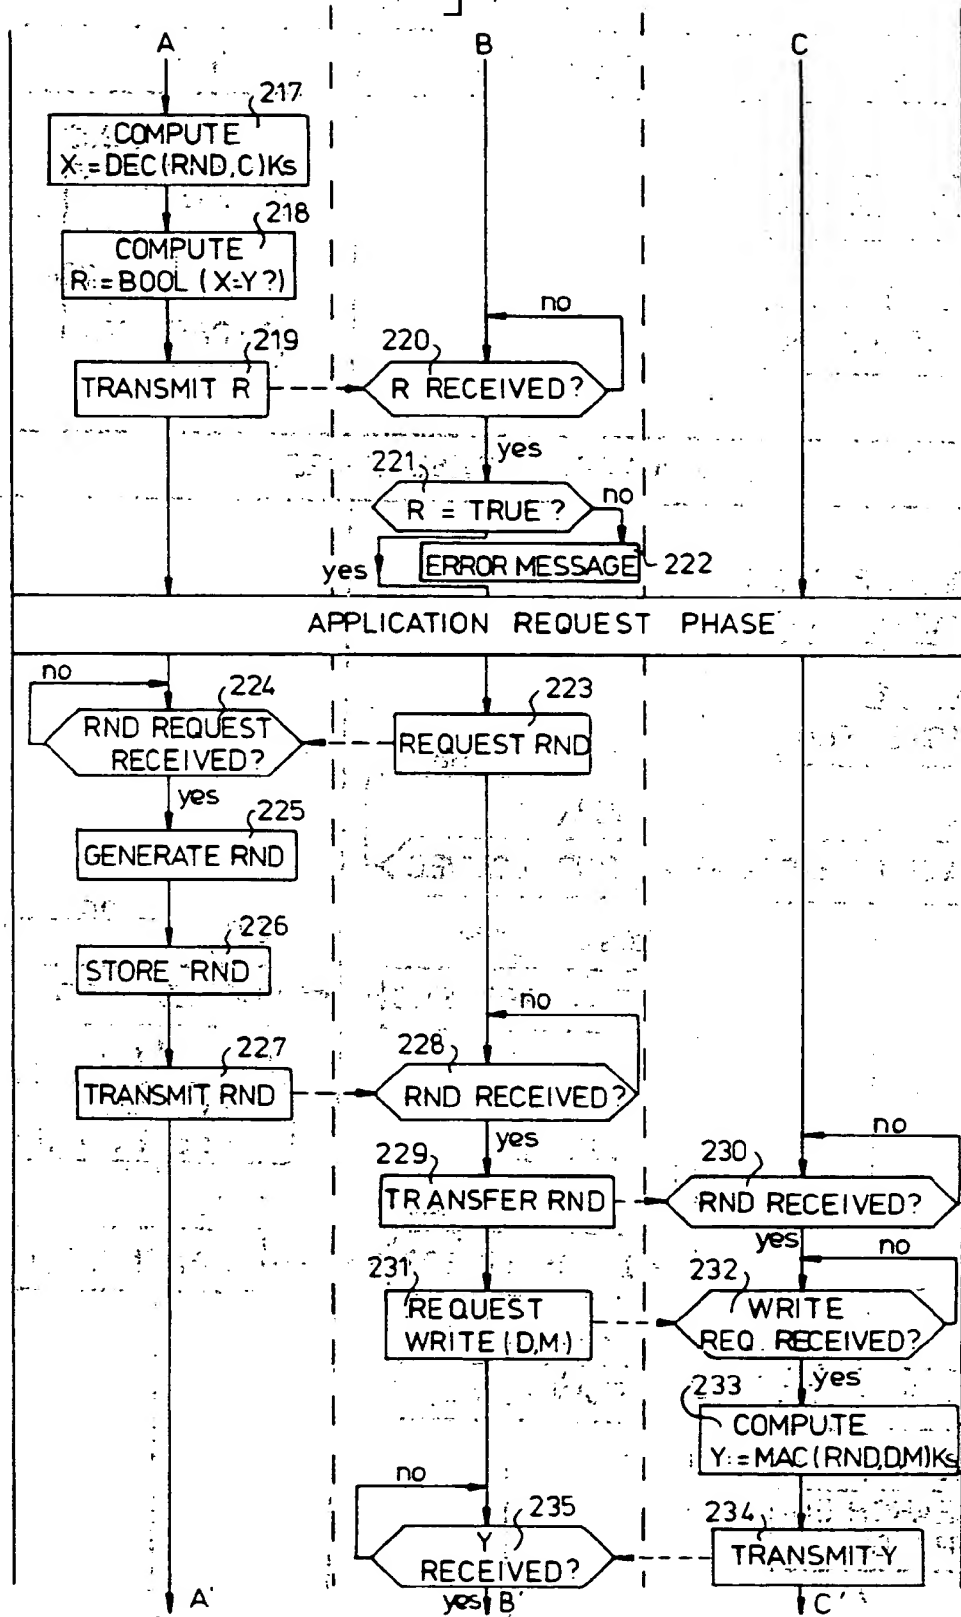 A
B
C
217
COMPUTE
X:=DEC(RND,C)Ks
218
COMPUTE
R:=BOOL (X=Y?)
no
219
220
TRANSMIT R
R RECEIVED?
yes
221
R = TRUE?
no
yes
ERROR MESSAGE
222
APPLICATION REQUEST PHASE
no
224
223
RND REQUEST
RECEIVED?
REQUEST RND
yes
225
GENERATE RND
226
STORE RND
no
227
228
TRANSMIT RND
RND RECEIVED?
no
yes
229
230
TRANSFER RND
RND RECEIVED?
yes
no
231
232
REQUEST
WRITE (D,M)
WRITE
REQ. RECEIVED?
yes
233
COMPUTE
Y:=MAC(RND,D,M)Ks
no
235
234
Y
RECEIVED?
TRANSMIT Y
A'
yes
B'
C'